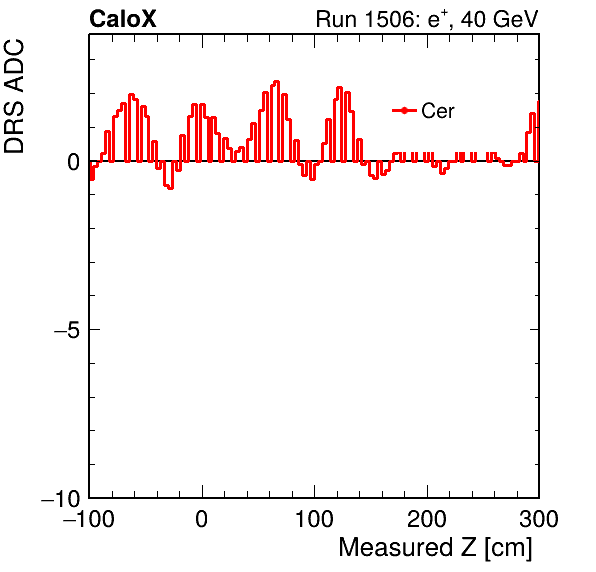 CaloX Run 1506: e+, 40 GeV
DRS ADC
Cer
0
−5
−10
−100 0 100 200 300
Measured Z [cm]